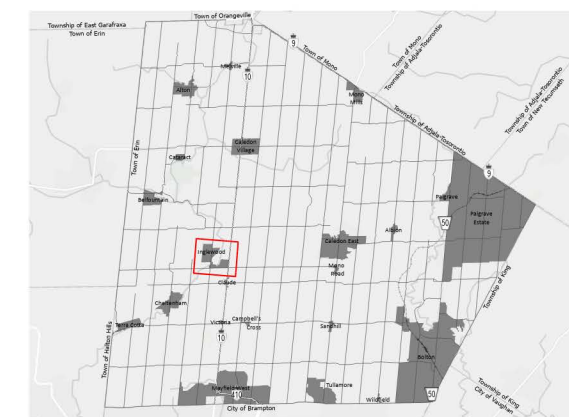 Town of Orangeville
Township of East Garafraxa
Town of Erin
9
Town of Mono
Town of Mono
Township of Adjala-Tosorontio
Melville
10
Alton
Mono
Mills
Township of Adjala-Tosorontio
Township of Adjala-Tosorontio
Town of New Tecumseth
Caledon
Village
Cataract
Town of Erin
9
Belfountain
Palgrave
Palgrave
Estate
50
Albion
Caledon East
Inglewood
Mono
Road
Claude
Township of King
Cheltenham
Terra Cotta
Victoria
Campbell's
Cross
Sandhill
10
Town of Halton Hills
Bolton
Mayfield West
410
Tullamore
Wildfield
50
City of Brampton
Township of King
City of Vaughan